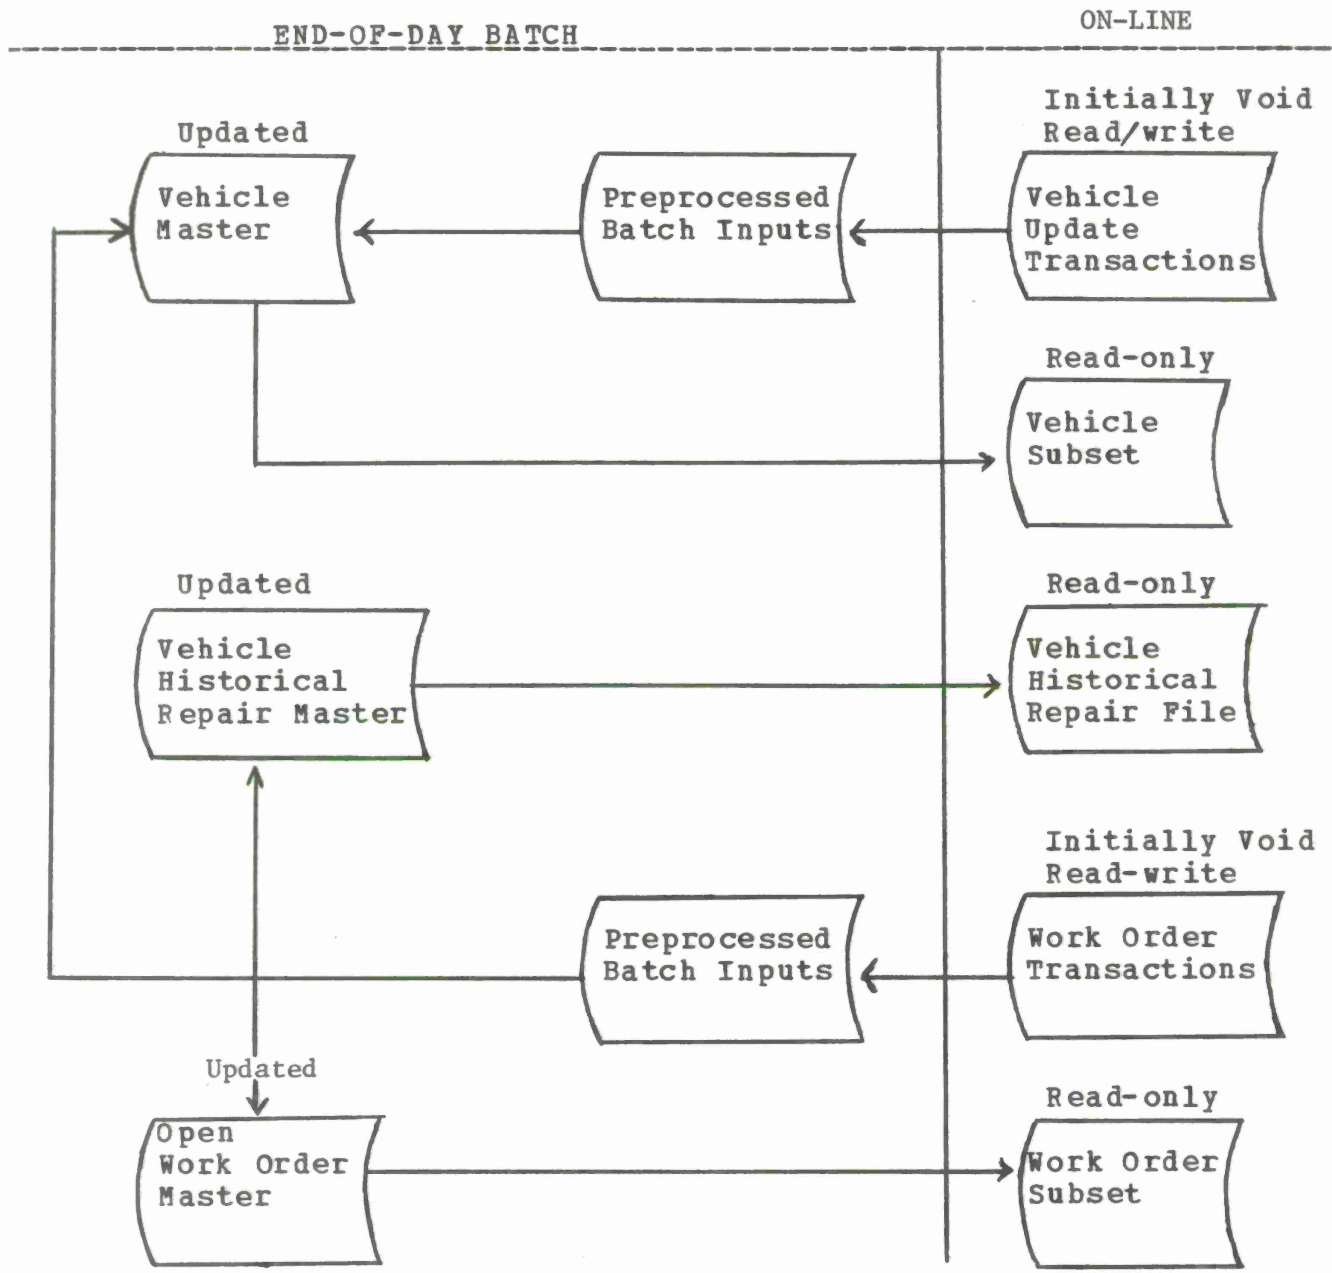 END-OF-DAY BATCH
ON-LINE
Updated
Vehicle
Master
Preprocessed
Batch Inputs
Initially Void
Read/write
Vehicle
Update
Transactions
Read-only
Vehicle
Subset
Updated
Vehicle
Historical
Repair Master
Read-only
Vehicle
Historical
Repair File
Initially Void
Read-write
Preprocessed
Batch Inputs
Work Order
Transactions
Updated
Open
Work Order
Master
Read-only
Work Order
Subset